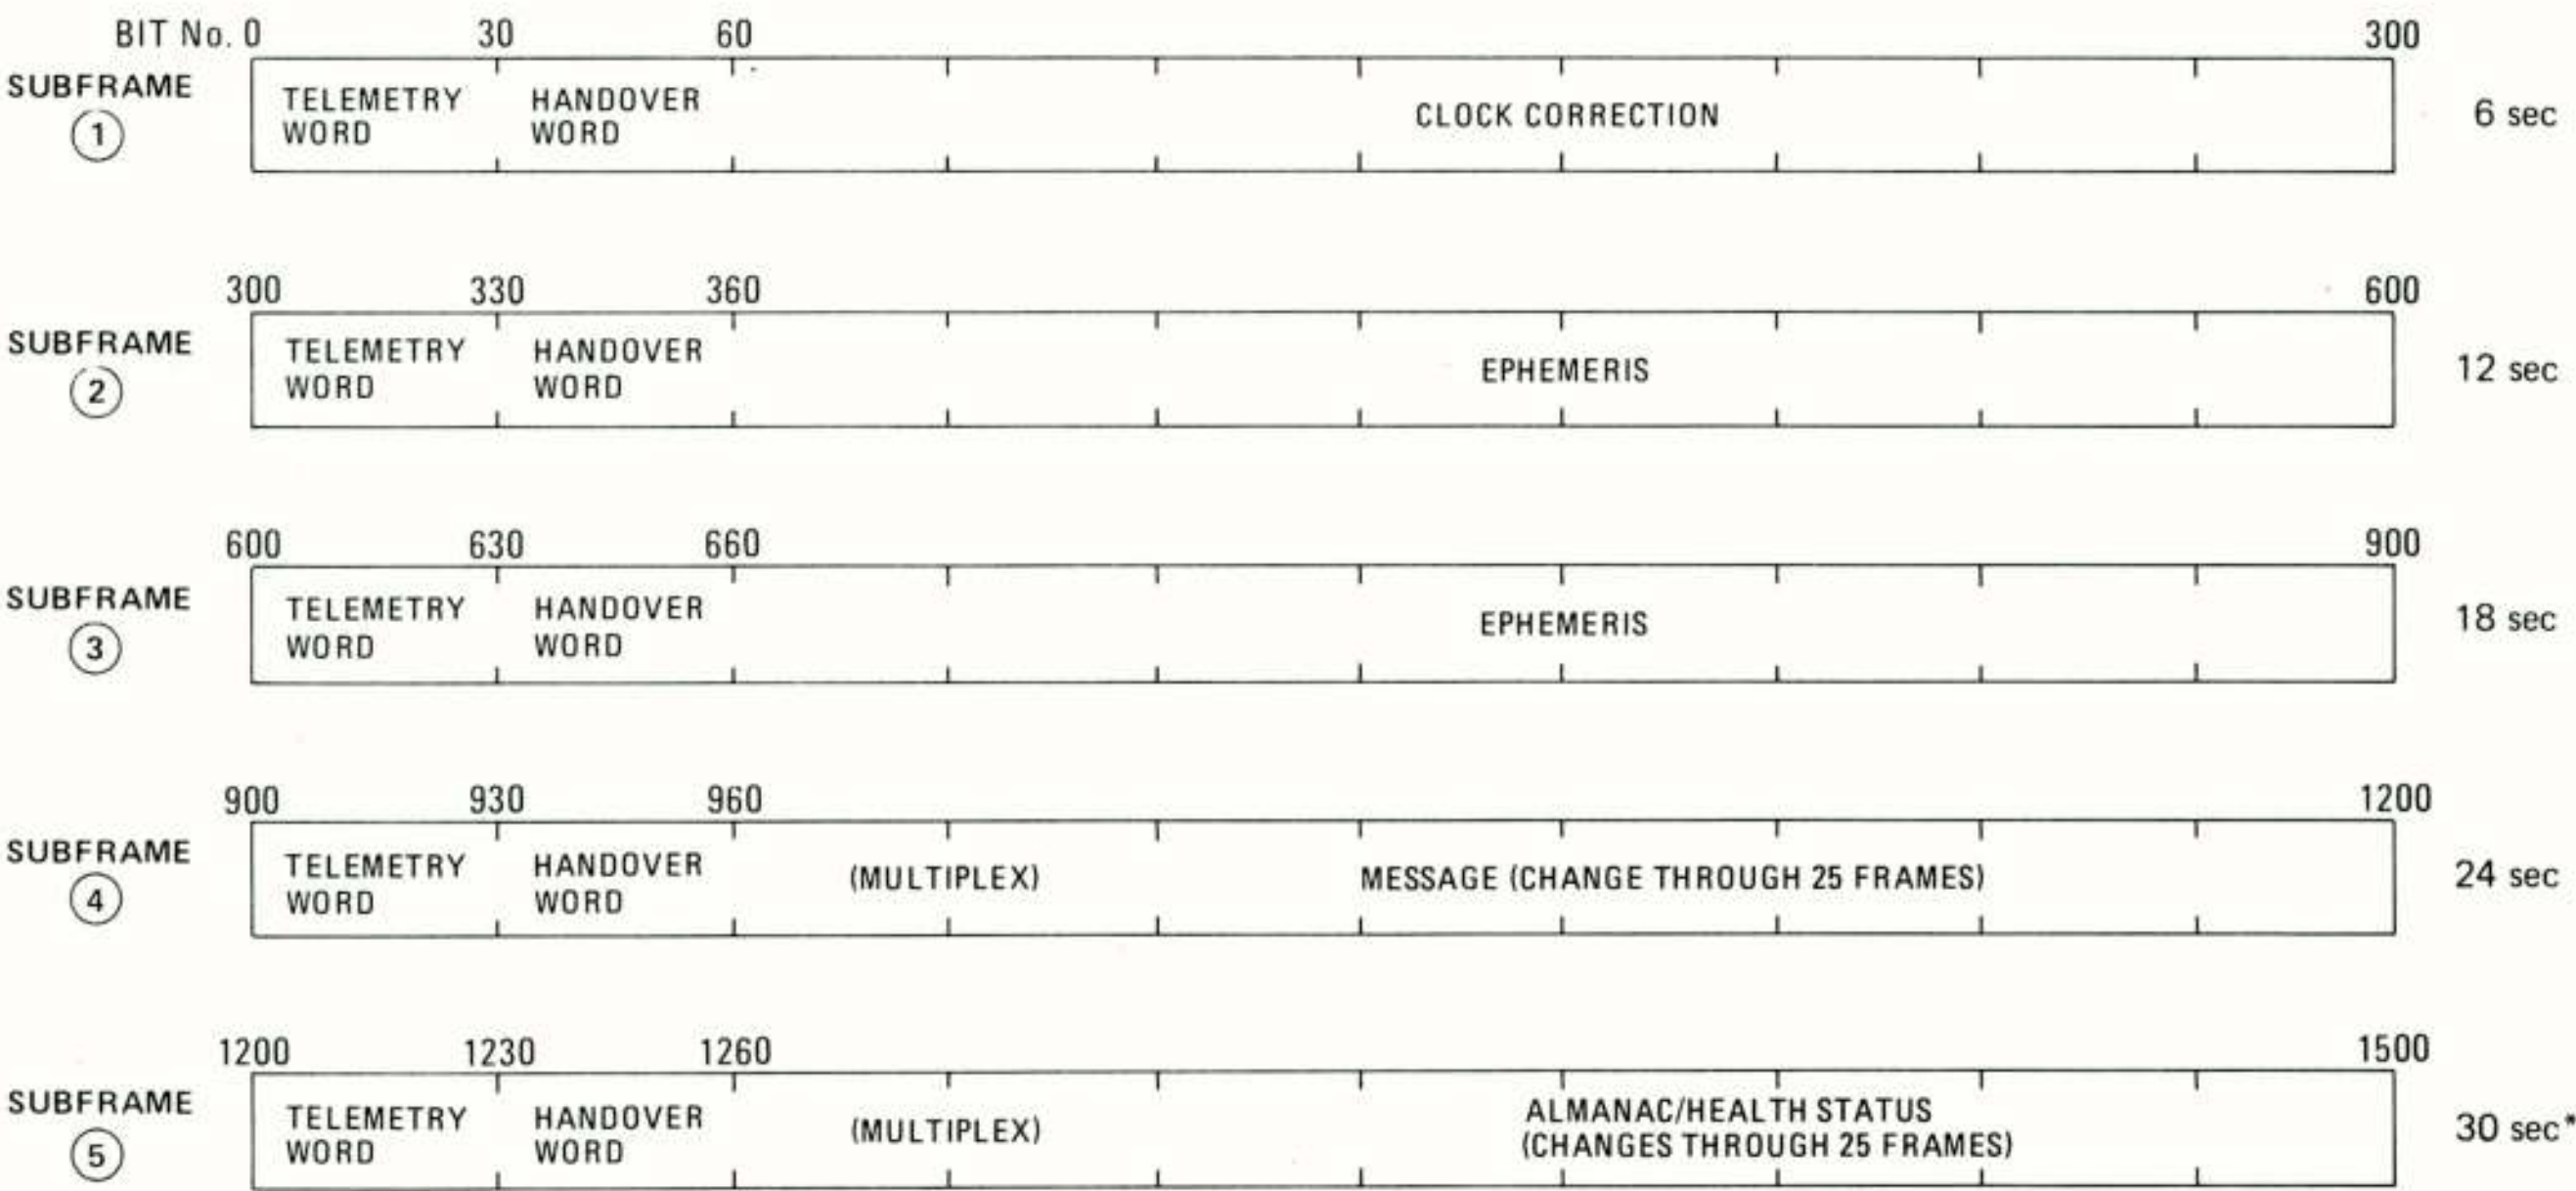 BIT No. 0 30 60 300
SUBFRAME
1
TELEMETRY
WORD
HANDOVER
WORD
CLOCK CORRECTION
6 sec
300 330 360 600
SUBFRAME
2
TELEMETRY
WORD
HANDOVER
WORD
EPHEMERIS
12 sec
600 630 660 900
SUBFRAME
3
TELEMETRY
WORD
HANDOVER
WORD
EPHEMERIS
18 sec
900 930 960 1200
SUBFRAME
4
TELEMETRY
WORD
HANDOVER
WORD
(MULTIPLEX)
MESSAGE (CHANGE THROUGH 25 FRAMES)
24 sec
1200 1230 1260 1500
SUBFRAME
5
TELEMETRY
WORD
HANDOVER
WORD
(MULTIPLEX)
ALMANAC/HEALTH STATUS
(CHANGES THROUGH 25 FRAMES)
30 sec*